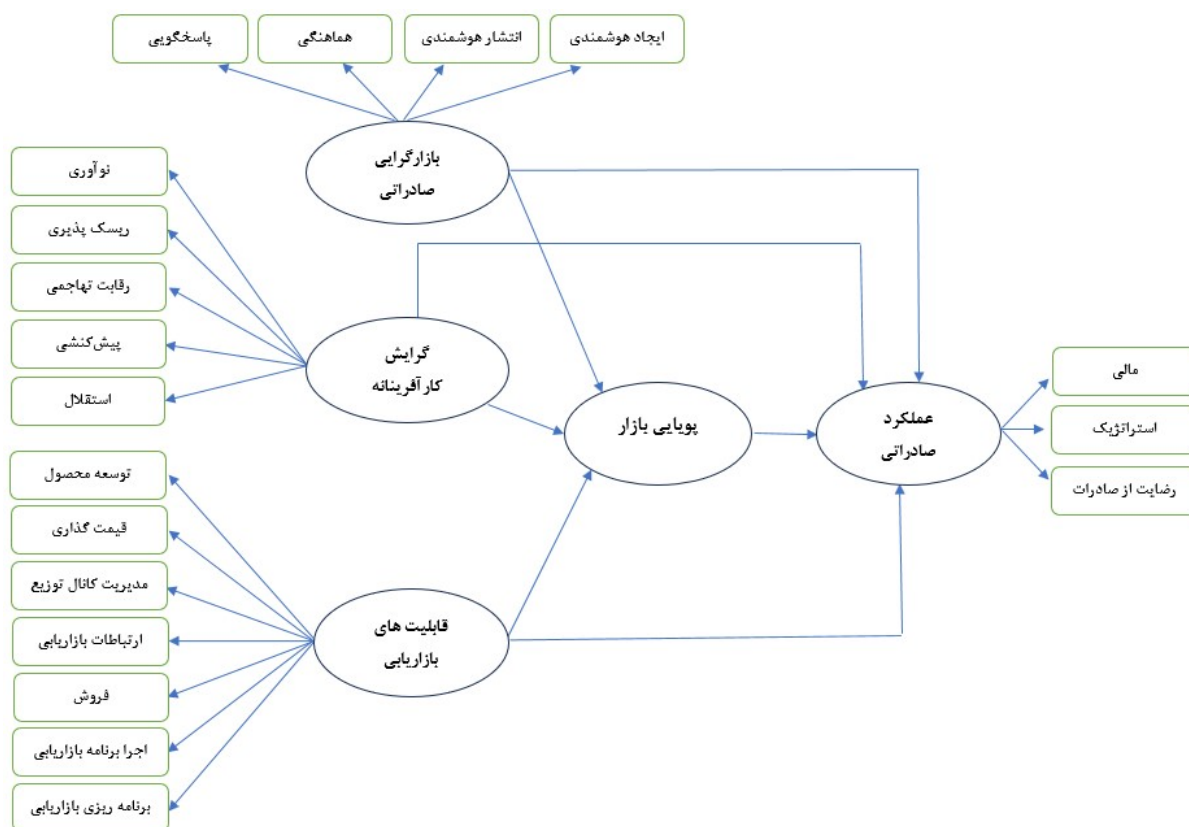 ایجاد هوشمندی
انتشار هوشمندی
هماهنگی
پاسخگویی
بازارگرایی
صادراتی
نوآوری
ریسک پذیری
رقابت تهاجمی
پیش‌کنشی
استقلال
گرایش
کارآفرینانه
پویایی بازار
عملکرد
صادراتی
مالی
استراتژیک
رضایت از صادرات
توسعه محصول
قیمت گذاری
مدیریت کانال توزیع
ارتباطات بازاریابی
فروش
اجرا برنامه بازاریابی
برنامه ریزی بازاریابی
قابلیت های
بازاریابی